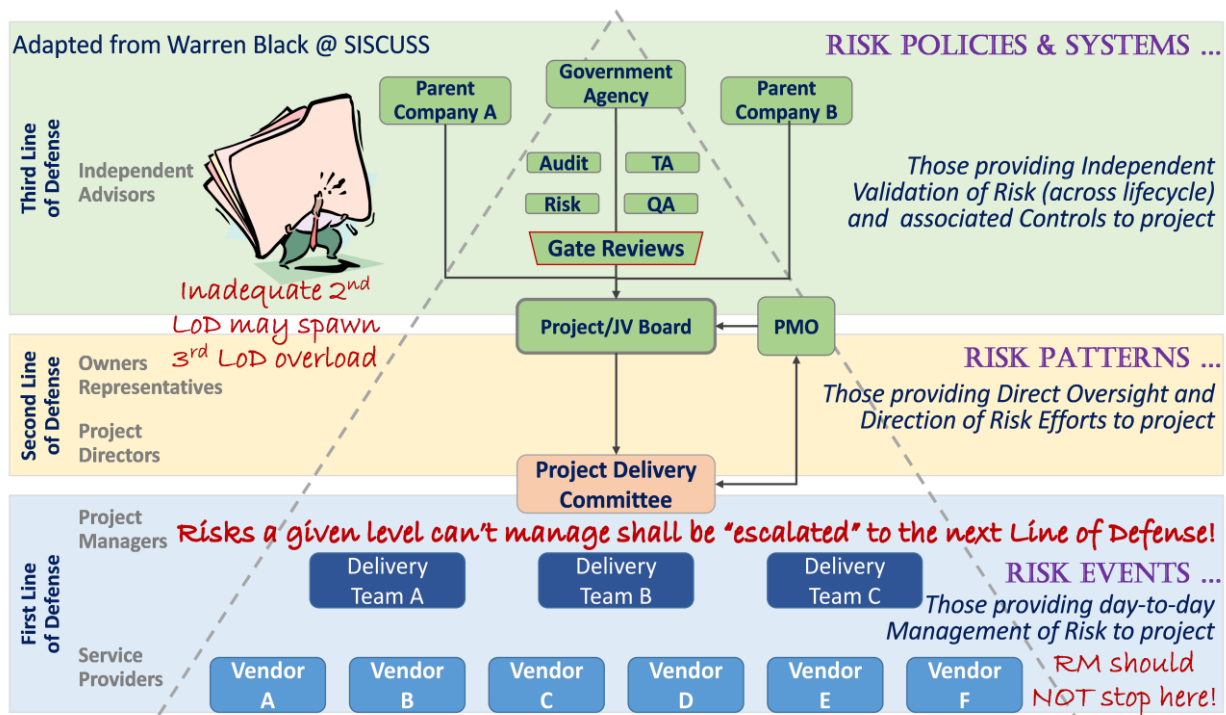 Adapted from Warren Black @ SISCUSS
RISK POLICIES & SYSTEMS ...
Third Line
of Defense
Independent
Advisors
Parent
Company A
Government
Agency
Parent
Company B
Audit
TA
Risk
QA
Gate Reviews
Those providing Independent
Validation of Risk (across lifecycle)
and associated Controls to project
Inadequate 2nd
LoD may spawn
3rd LoD overload
Project/JV Board
PMO
Second Line
of Defense
Owners
Representatives
Project
Directors
RISK PATTERNS ...
Those providing Direct Oversight and
Direction of Risk Efforts to project
Project Delivery
Committee
First Line
of Defense
Project
Managers
Risks a given level can't manage shall be "escalated" to the next Line of Defense!
Delivery
Team A
Delivery
Team B
Delivery
Team C
RISK EVENTS ...
Those providing day-to-day
Management of Risk to project
Service
Providers
Vendor
A
Vendor
B
Vendor
C
Vendor
D
Vendor
E
Vendor
F
RM should
NOT stop here!